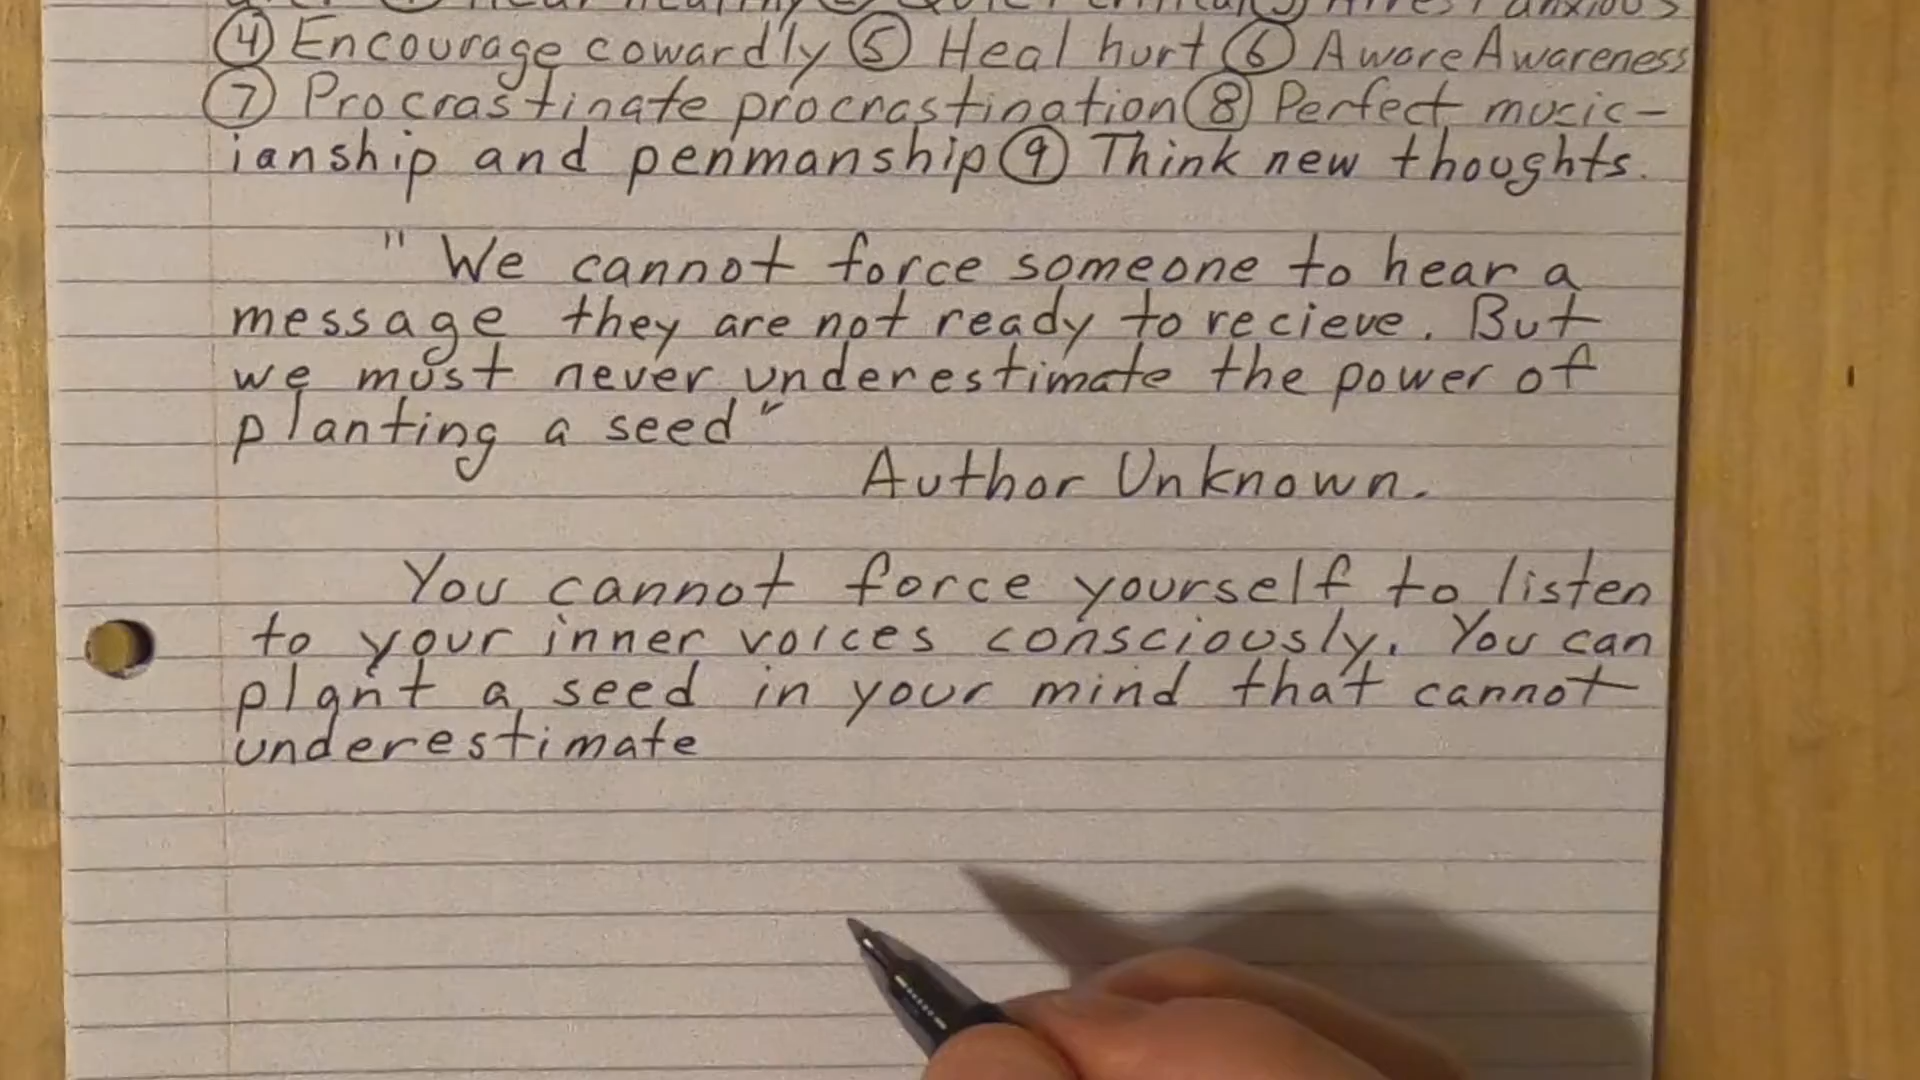 ③ Arrest anxious
④ Encourage cowardly ⑤ Heal hurt ⑥ Aware Awareness
⑦ Procrastinate procrastination ⑧ Perfect music-
ianship and penmanship ⑨ Think new thoughts.
" We cannot force someone to hear a
message they are not ready to recieve. But
we must never underestimate the power of
planting a seed"
Author Unknown.
You cannot force yourself to listen
to your inner voices consciously. You can
plant a seed in your mind that cannot
underestimate